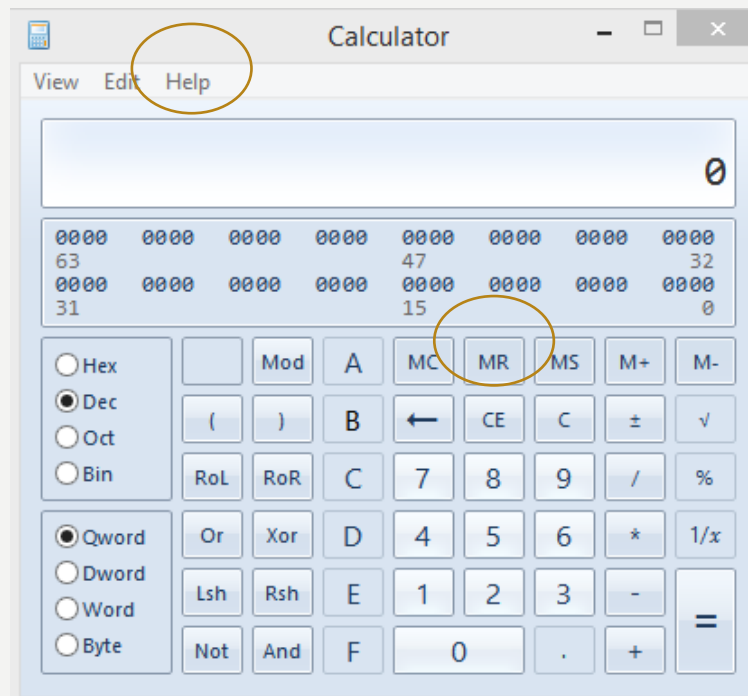 Calculator
View Edit Help
0
0000 0000 0000 0000 0000 0000 0000 0000
63 47 32
0000 0000 0000 0000 0000 0000 0000 0000
31 15 0
Hex Mod A MC MR MS M+ M-
Dec ( ) B ← CE C ± √
Oct
Bin RoL RoR C 7 8 9 / %
Qword Or Xor D 4 5 6 * 1/x
Dword
Word Lsh Rsh E 1 2 3 - =
Byte Not And F 0 . +